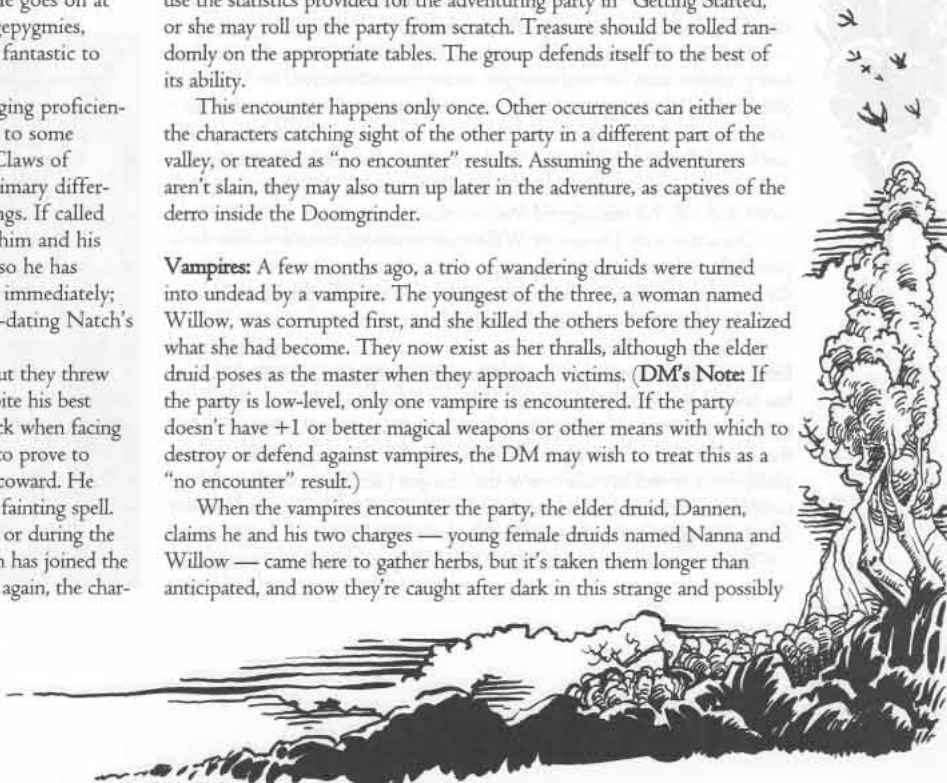 e goes on at
epygmies,
fantastic to
ging proficien-
to some
Claws of
imary differ-
ngs. If called
him and his
so he has
immediately;
-dating Natch's
ut they threw
ite his best
ck when facing
to prove to
coward. He
fainting spell.
or during the
n has joined the
again, the char-
use the statistics provided for the adventuring party in "Getting Started,"
or she may roll up the party from scratch. Treasure should be rolled ran-
domly on the appropriate tables. The group defends itself to the best of
its ability.
This encounter happens only once. Other occurrences can either be
the characters catching sight of the other party in a different part of the
valley, or treated as "no encounter" results. Assuming the adventurers
aren't slain, they may also turn up later in the adventure, as captives of the
derro inside the Doomgrinder.
Vampires: A few months ago, a trio of wandering druids were turned
into undead by a vampire. The youngest of the three, a woman named
Willow, was corrupted first, and she killed the others before they realized
what she had become. They now exist as her thralls, although the elder
druid poses as the master when they approach victims. (DM's Note: If
the party is low-level, only one vampire is encountered. If the party
doesn't have +1 or better magical weapons or other means with which to
destroy or defend against vampires, the DM may wish to treat this as a
"no encounter" result.)
When the vampires encounter the party, the elder druid, Dannen,
claims he and his two charges — young female druids named Nanna and
Willow — came here to gather herbs, but it's taken them longer than
anticipated, and now they're caught after dark in this strange and possibly